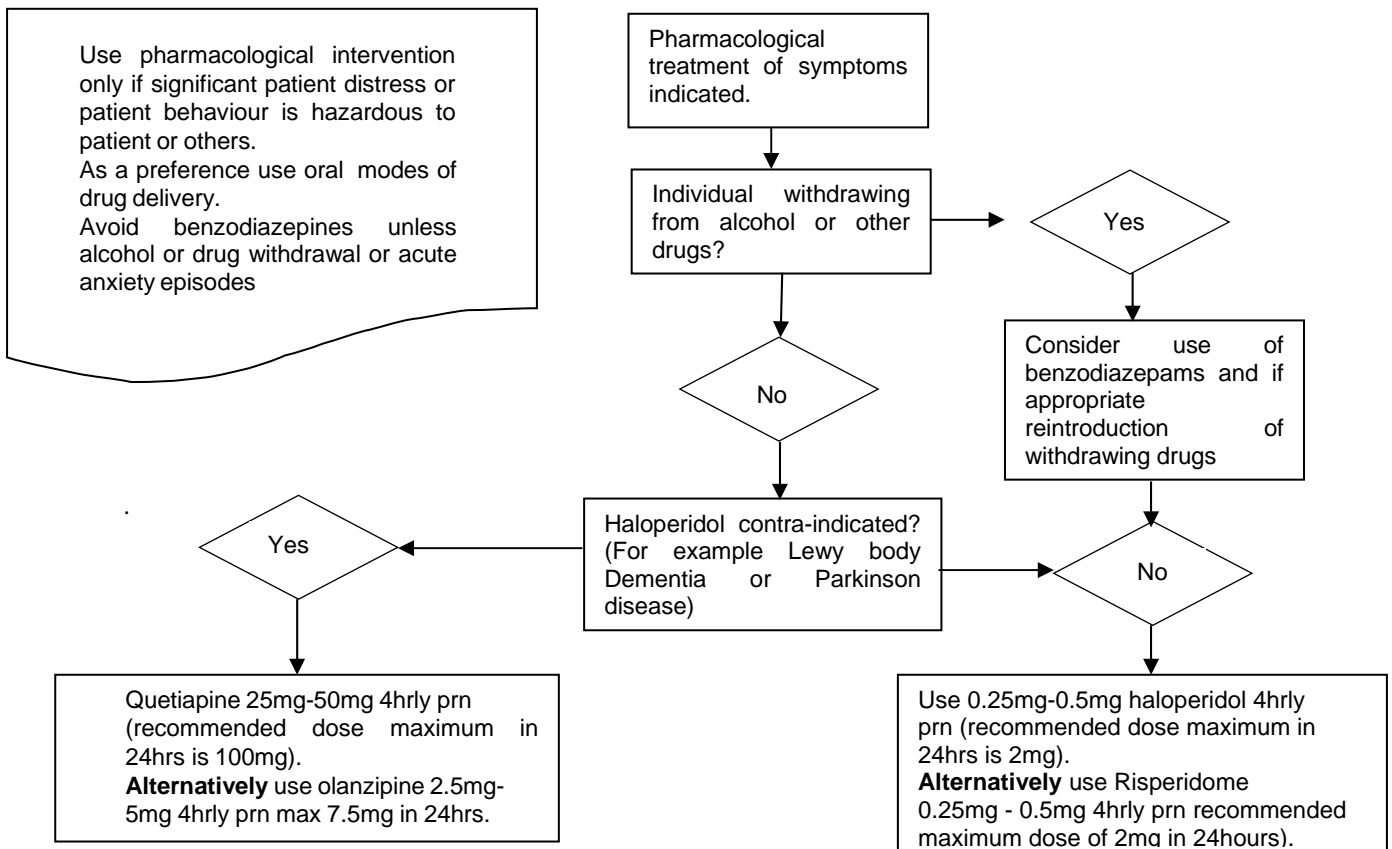 Use pharmacological intervention
only if significant patient distress or
patient behaviour is hazardous to
patient or others.
As a preference use oral modes of
drug delivery.
Avoid benzodiazepines unless
alcohol or drug withdrawal or acute
anxiety episodes
Pharmacological
treatment of symptoms
indicated.
Individual withdrawing
from alcohol or other
drugs?
Yes
Consider use of
benzodiazepams and if
appropriate
reintroduction of
withdrawing drugs
No
.
Haloperidol contra-indicated?
(For example Lewy body
Dementia or Parkinson
disease)
Yes
No
Quetiapine 25mg-50mg 4hrly prn
(recommended dose maximum in
24hrs is 100mg).
Alternatively use olanzipine 2.5mg-
5mg 4hrly prn max 7.5mg in 24hrs.
Use 0.25mg-0.5mg haloperidol 4hrly
prn (recommended dose maximum in
24hrs is 2mg).
Alternatively use Risperidome
0.25mg - 0.5mg 4hrly prn recommended
maximum dose of 2mg in 24hours).